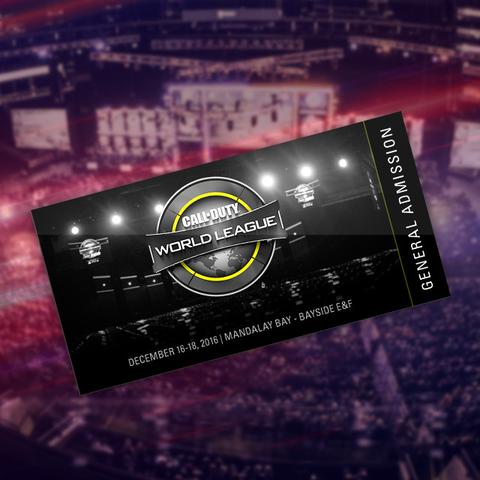 CALL OF DUTY
WORLD LEAGUE
DECEMBER 16-18, 2016 | MANDALAY BAY - BAYSIDE E&F
GENERAL ADMISSION